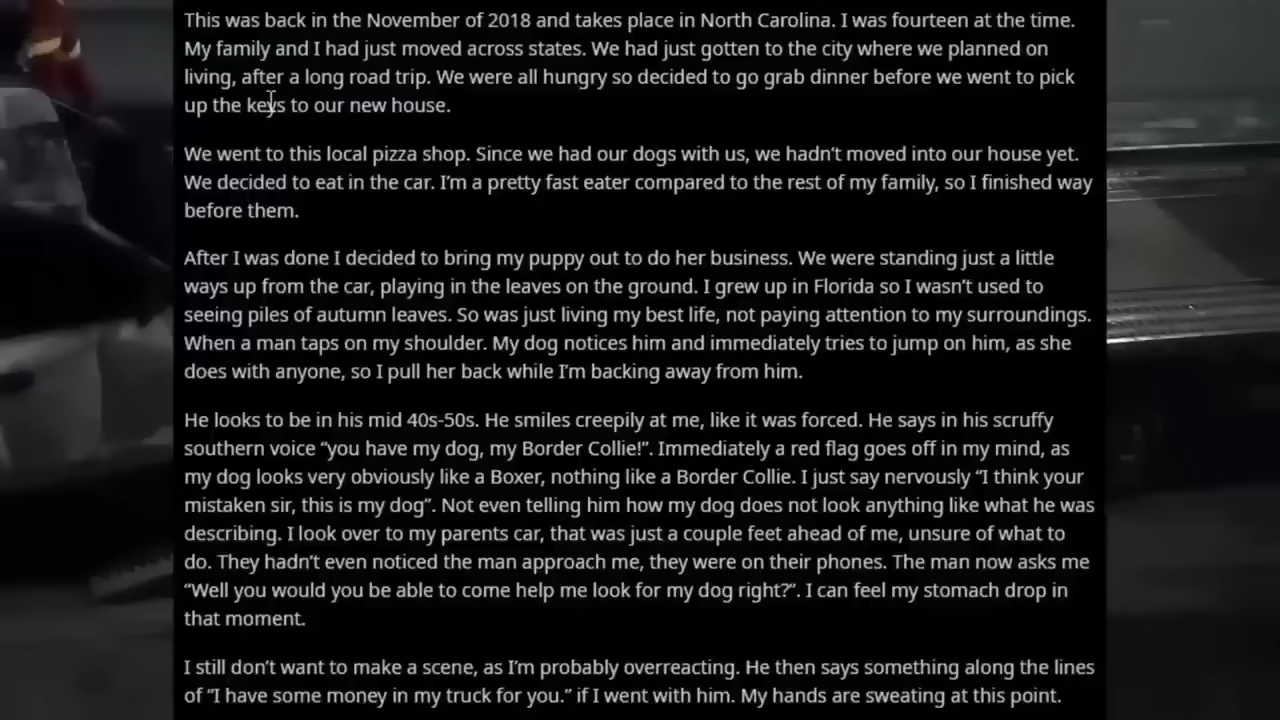 This was back in the November of 2018 and takes place in North Carolina. I was fourteen at the time.
My family and I had just moved across states. We had just gotten to the city where we planned on
living, after a long road trip. We were all hungry so decided to go grab dinner before we went to pick
up the keys to our new house.
We went to this local pizza shop. Since we had our dogs with us, we hadn't moved into our house yet.
We decided to eat in the car. I'm a pretty fast eater compared to the rest of my family, so I finished way
before them.
After I was done I decided to bring my puppy out to do her business. We were standing just a little
ways up from the car, playing in the leaves on the ground. I grew up in Florida so I wasn't used to
seeing piles of autumn leaves. So was just living my best life, not paying attention to my surroundings.
When a man taps on my shoulder. My dog notices him and immediately tries to jump on him, as she
does with anyone, so I pull her back while I'm backing away from him.
He looks to be in his mid 40s-50s. He smiles creepily at me, like it was forced. He says in his scruffy
southern voice “you have my dog, my Border Collie!”. Immediately a red flag goes off in my mind, as
my dog looks very obviously like a Boxer, nothing like a Border Collie. I just say nervously “I think your
mistaken sir, this is my dog”. Not even telling him how my dog does not look anything like what he was
describing. I look over to my parents car, that was just a couple feet ahead of me, unsure of what to
do. They hadn't even noticed the man approach me, they were on their phones. The man now asks me
“Well you would you be able to come help me look for my dog right?”. I can feel my stomach drop in
that moment.
I still don't want to make a scene, as I'm probably overreacting. He then says something along the lines
of “I have some money in my truck for you.” if I went with him. My hands are sweating at this point.